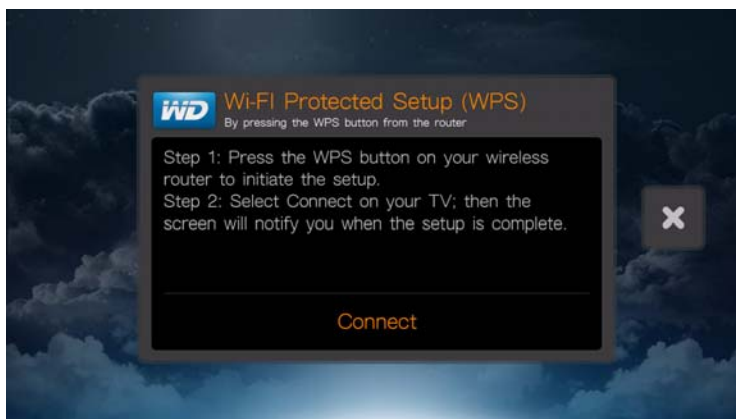 WD
Wi-FI Protected Setup (WPS)
By pressing the WPS button from the router
Step 1: Press the WPS button on your wireless
router to initiate the setup.
Step 2: Select Connect on your TV; then the
screen will notify you when the setup is complete.
Connect